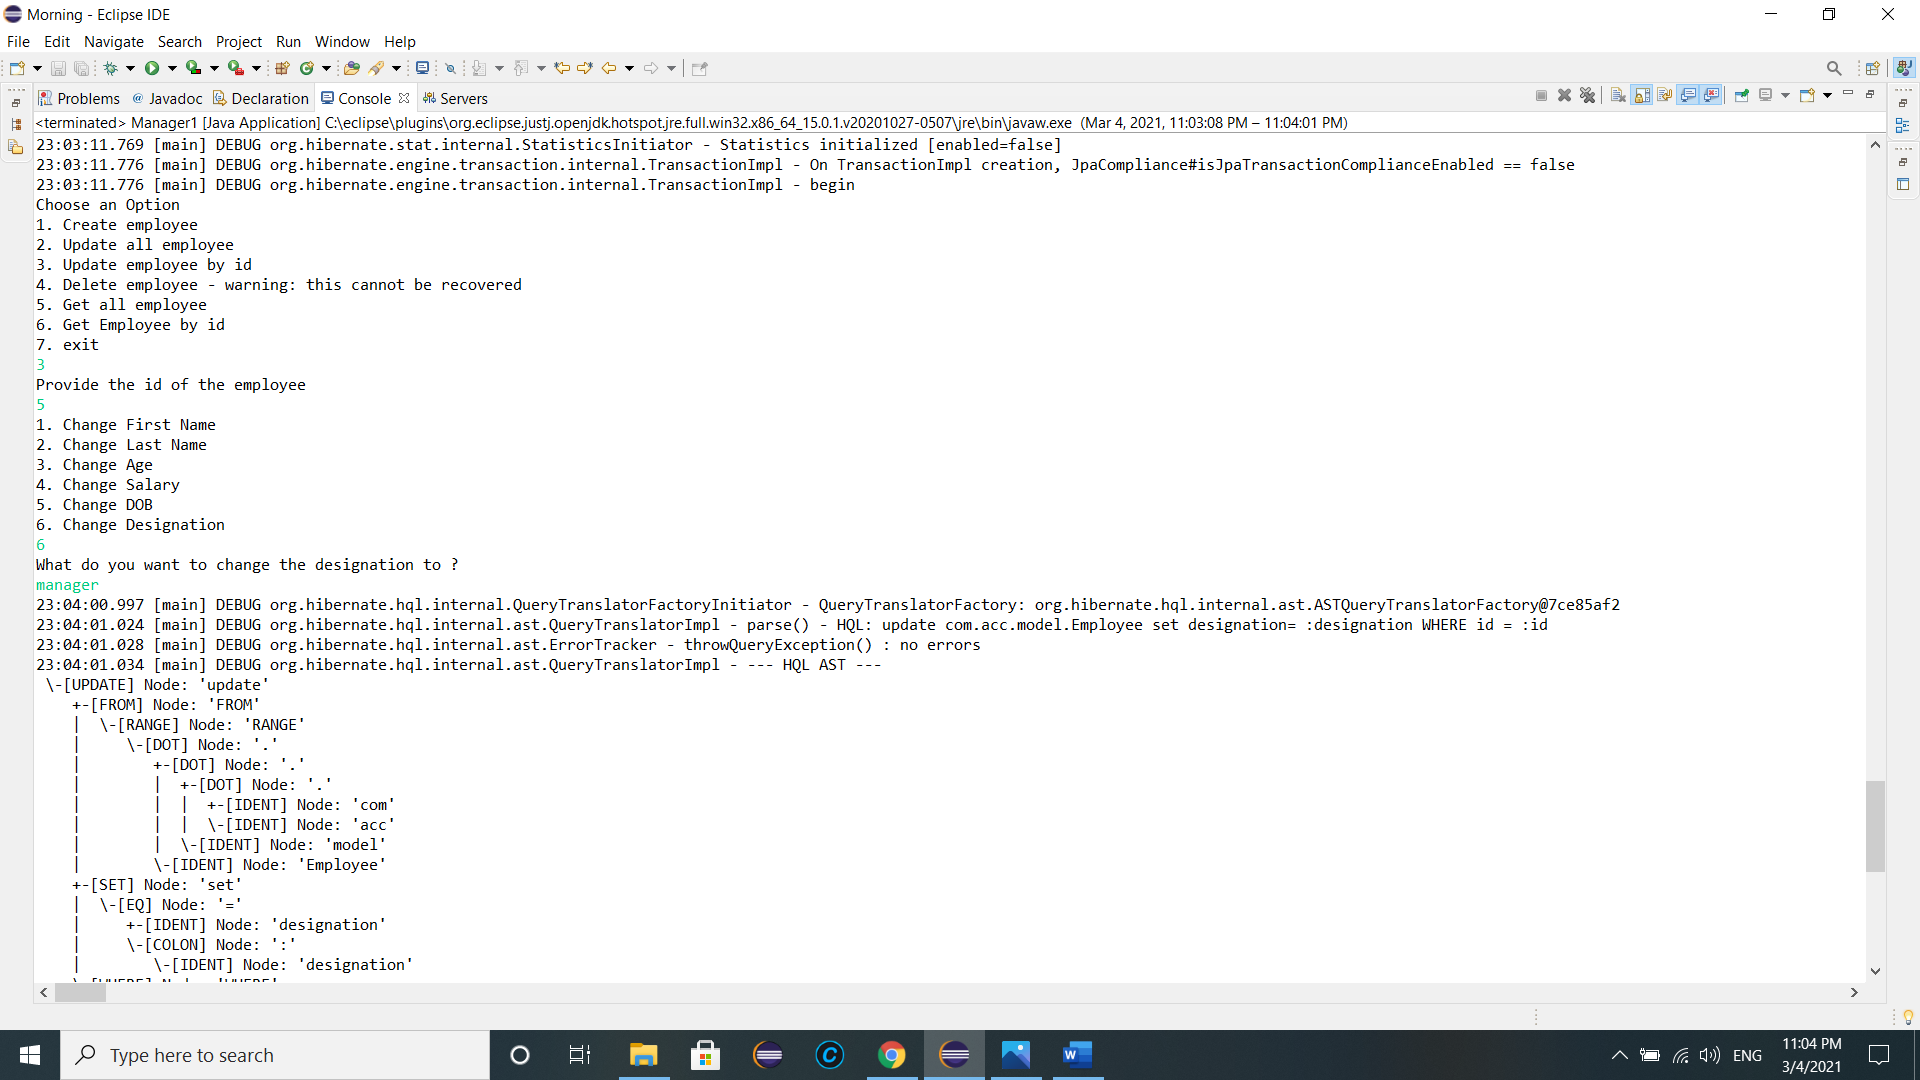 Morning - Eclipse IDE
File Edit Navigate Search Project Run Window Help
Problems @ Javadoc Declaration Console Servers
<terminated> Manager1 [Java Application] C:\eclipse\plugins\org.eclipse.justj.openjdk.hotspot.jre.full.win32.x86_64_15.0.1.v20201027-0507\jre\bin\javaw.exe (Mar 4, 2021, 11:03:08 PM – 11:04:01 PM)
23:03:11.769 [main] DEBUG org.hibernate.stat.internal.StatisticsInitiator - Statistics initialized [enabled=false]
23:03:11.776 [main] DEBUG org.hibernate.engine.transaction.internal.TransactionImpl - On TransactionImpl creation, JpaCompliance#isJpaTransactionComplianceEnabled == false
23:03:11.776 [main] DEBUG org.hibernate.engine.transaction.internal.TransactionImpl - begin
Choose an Option
1. Create employee
2. Update all employee
3. Update employee by id
4. Delete employee - warning: this cannot be recovered
5. Get all employee
6. Get Employee by id
7. exit
3
Provide the id of the employee
5
1. Change First Name
2. Change Last Name
3. Change Age
4. Change Salary
5. Change DOB
6. Change Designation
6
What do you want to change the designation to ?
manager
23:04:00.997 [main] DEBUG org.hibernate.hql.internal.QueryTranslatorFactoryInitiator - QueryTranslatorFactory: org.hibernate.hql.internal.ast.ASTQueryTranslatorFactory@7ce85af2
23:04:01.024 [main] DEBUG org.hibernate.hql.internal.ast.QueryTranslatorImpl - parse() - HQL: update com.acc.model.Employee set designation= :designation WHERE id = :id
23:04:01.028 [main] DEBUG org.hibernate.hql.internal.ast.ErrorTracker - throwQueryException() : no errors
23:04:01.034 [main] DEBUG org.hibernate.hql.internal.ast.QueryTranslatorImpl - --- HQL AST ---
 \-[UPDATE] Node: 'update'
    +-[FROM] Node: 'FROM'
    |  \-[RANGE] Node: 'RANGE'
    |     \-[DOT] Node: '.'
    |        +-[DOT] Node: '.'
    |        |  +-[DOT] Node: '.'
    |        |  |  +-[IDENT] Node: 'com'
    |        |  |  \-[IDENT] Node: 'acc'
    |        |  \-[IDENT] Node: 'model'
    |        \-[IDENT] Node: 'Employee'
    +-[SET] Node: 'set'
    |  \-[EQ] Node: '='
    |     +-[IDENT] Node: 'designation'
    |     \-[COLON] Node: ':'
    |        \-[IDENT] Node: 'designation'
    \-[WHERE] Node: 'WHERE'
Type here to search
ENG
11:04 PM
3/4/2021